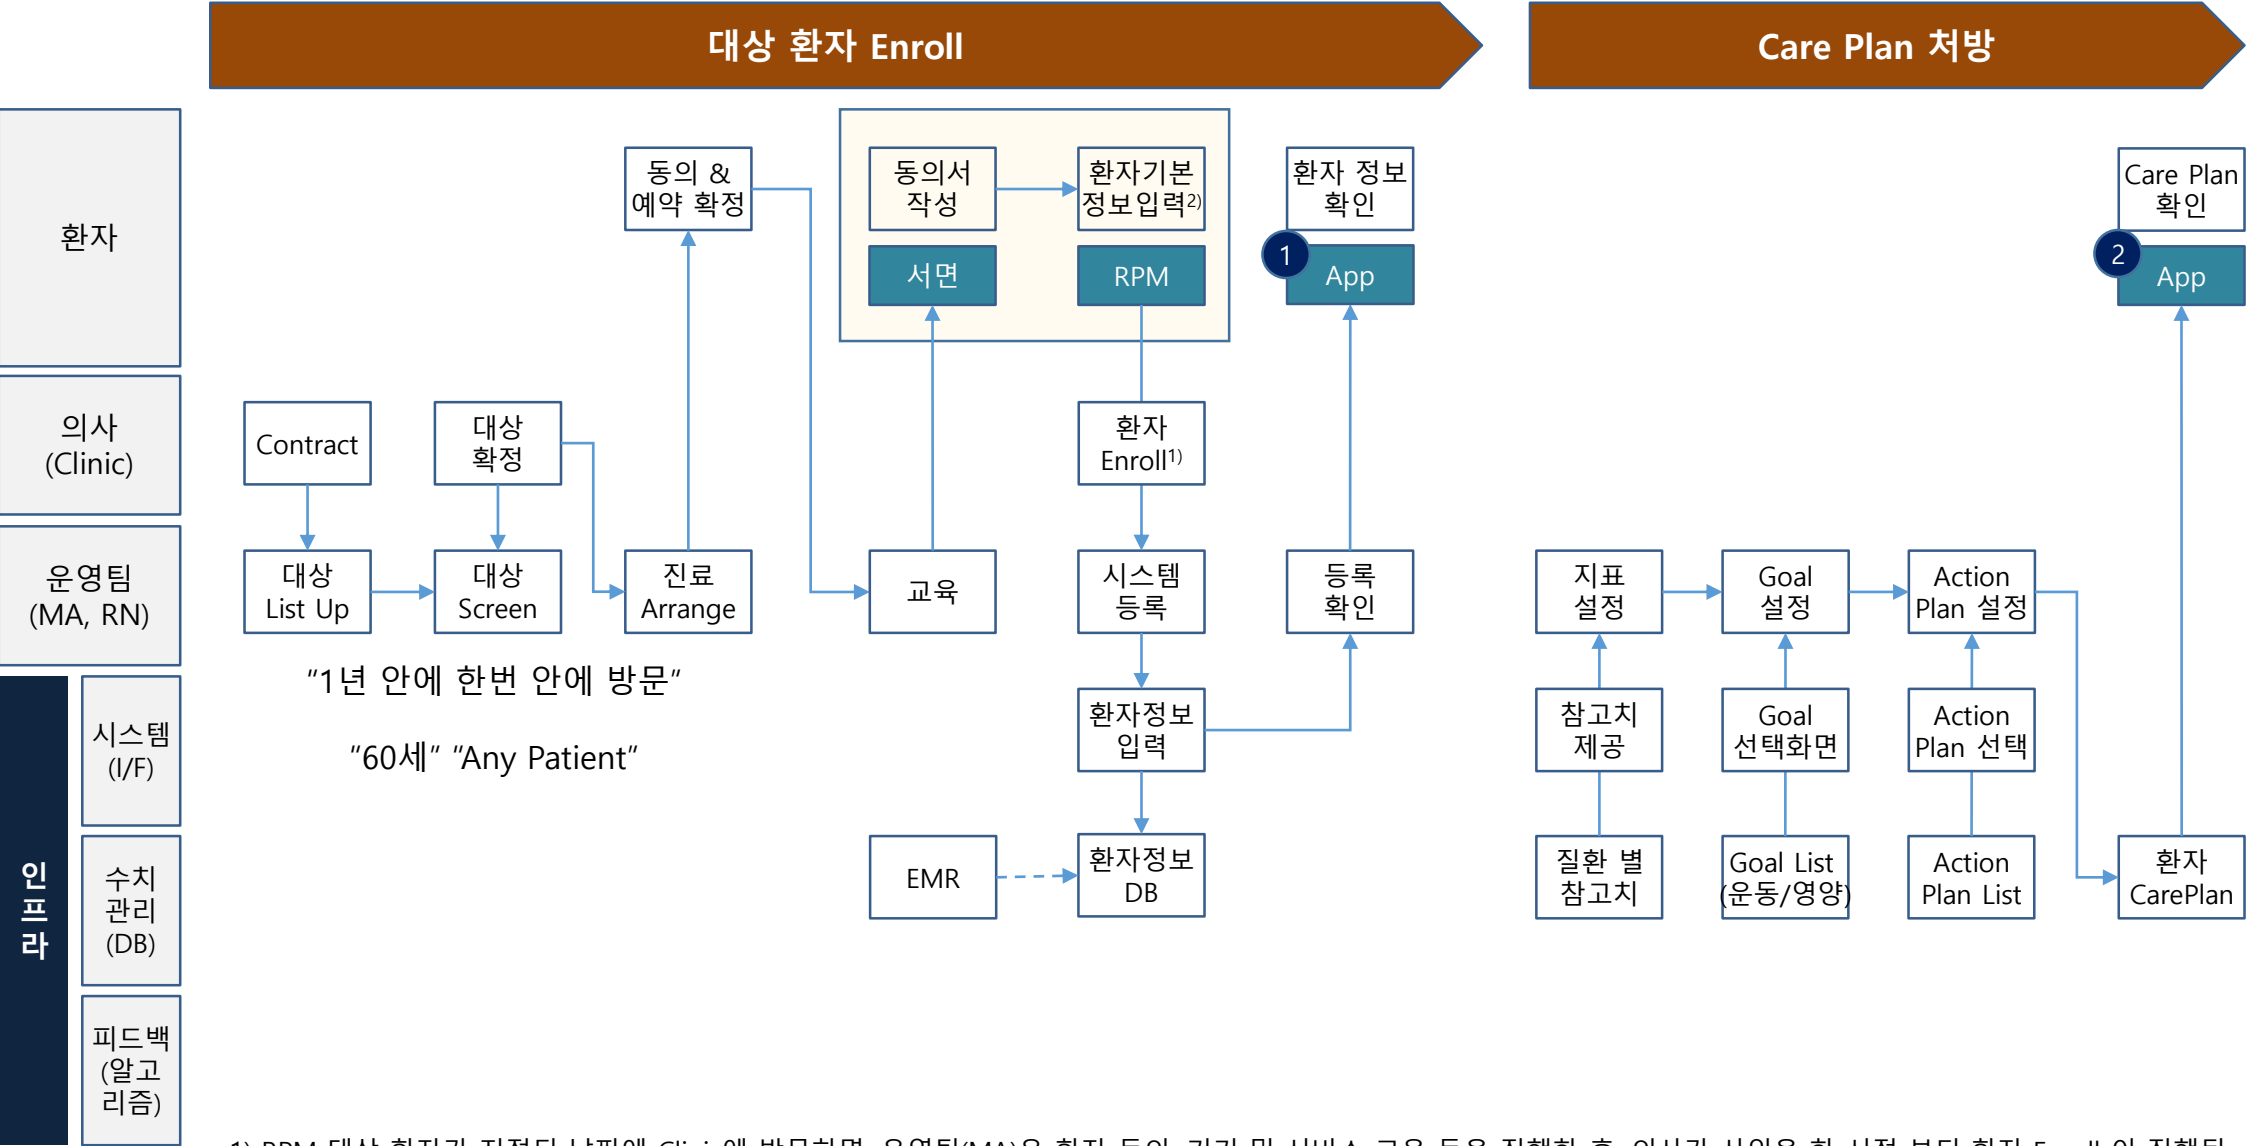 대상 환자 Enroll
Care Plan 처방
환자
동의 &
예약 확정
동의서
작성
서면
환자기본
정보입력2)
RPM
환자 정보
확인
1
App
Care Plan
확인
2
App
의사
(Clinic)
Contract
대상
확정
환자
Enroll1)
운영팀
(MA, RN)
대상
List Up
대상
Screen
진료
Arrange
교육
시스템
등록
등록
확인
지표
설정
Goal
설정
Action
Plan 설정
"1년 안에 한번 안에 방문"
"60세" "Any Patient"
인
프
라
시스템
(I/F)
환자정보
입력
참고치
제공
Goal
선택화면
Action
Plan 선택
수치
관리
(DB)
EMR
환자정보
DB
질환 별
참고치
Goal List
(운동/영양)
Action
Plan List
환자
CarePlan
피드백
(알고
리즘)